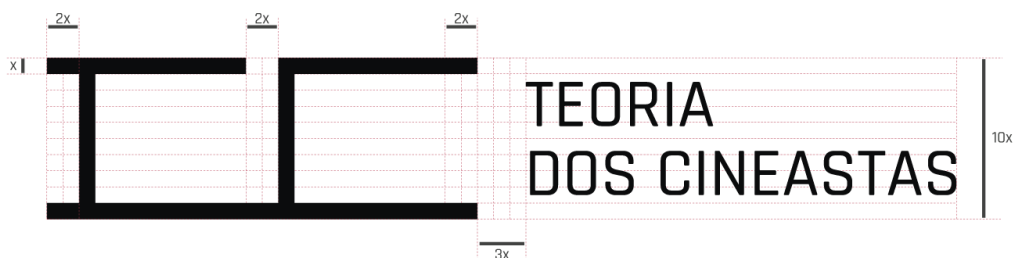 2x 2x 2x
x
TEORIA
10x
DOS CINEASTAS
3x